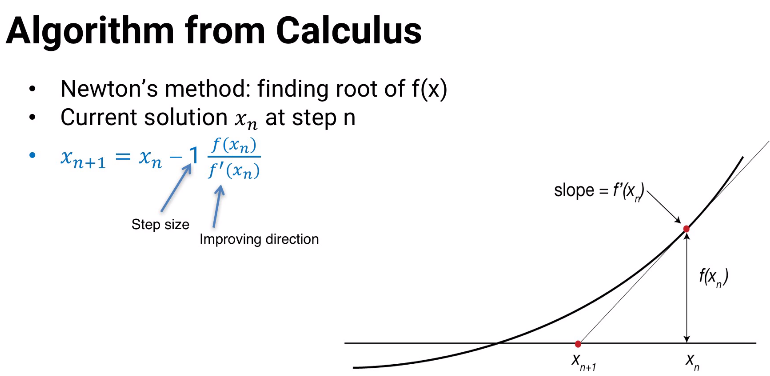 Algorithm from Calculus
• Newton's method: finding root of f(x)
• Current solution xₙ at step n
• xₙ₊₁ = xₙ − 1 f(xₙ)/f′(xₙ)
Step size
Improving direction
slope = f′(xₙ)
f(xₙ)
xₙ₊₁
xₙ